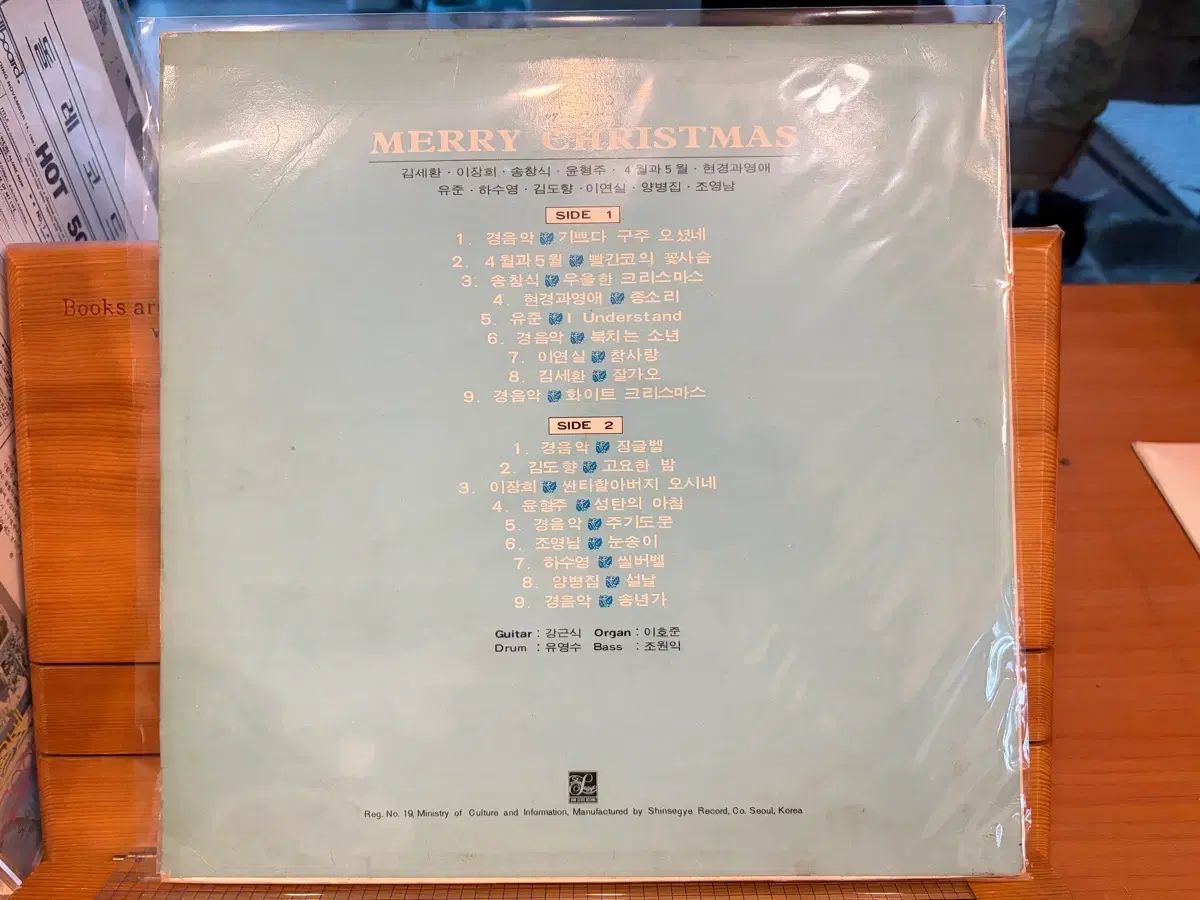 board.
돌 레 코 드
HOT 50
Books are
MERRY CHRISTMAS
김세환 · 이장희 · 송창식 · 윤형주 · 4월과5월 · 현경과영애
유준 · 하수영 · 김도향 · 이연실 · 양병집 · 조영남
SIDE 1
1. 경음악 기쁘다 구주 오셨네
2. 4월과5월 빨간코의 꽃사슴
3. 송창식 우울한 크리스마스
4. 현경과영애 종소리
5. 유준 I Understand
6. 경음악 북치는 소년
7. 이연실 참사랑
8. 김세환 잘가오
9. 경음악 화이트 크리스마스
SIDE 2
1. 경음악 징글벨
2. 김도향 고요한 밤
3. 이장희 싼타할아버지 오시네
4. 윤형주 성탄의 아침
5. 경음악 주기도문
6. 조영남 눈송이
7. 하수영 씰버벨
8. 양병집 설날
9. 경음악 송년가
Guitar : 강근식 Organ : 이호준
Drum : 유영수 Bass : 조원익
Reg. No. 19, Ministry of Culture and Information, Manufactured by Shinsegye Record, Co. Seoul, Korea